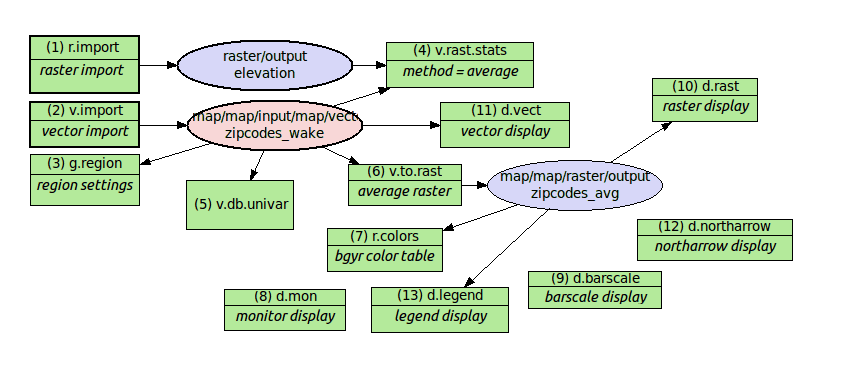 (1) r.import
raster import
raster/output
elevation
(4) v.rast.stats
method = average
(10) d.rast
raster display
(2) v.import
vector import
map/map/input/map/vect
zipcodes_wake
(11) d.vect
vector display
(3) g.region
region settings
(5) v.db.univar
(6) v.to.rast
average raster
map/map/raster/output
zipcodes_avg
(7) r.colors
bgyr color table
(12) d.northarrow
northarrow display
(8) d.mon
monitor display
(13) d.legend
legend display
(9) d.barscale
barscale display